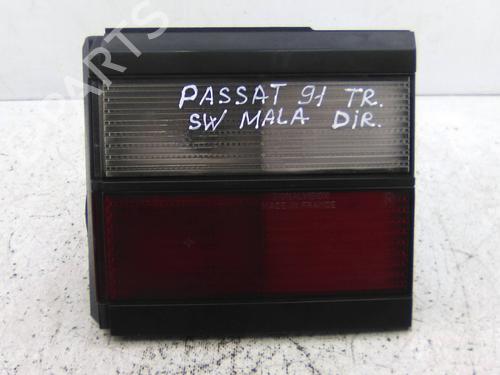 PARTS
PASSAT 91 TR.
SW MALA DIR.
MADE IN FRANCE